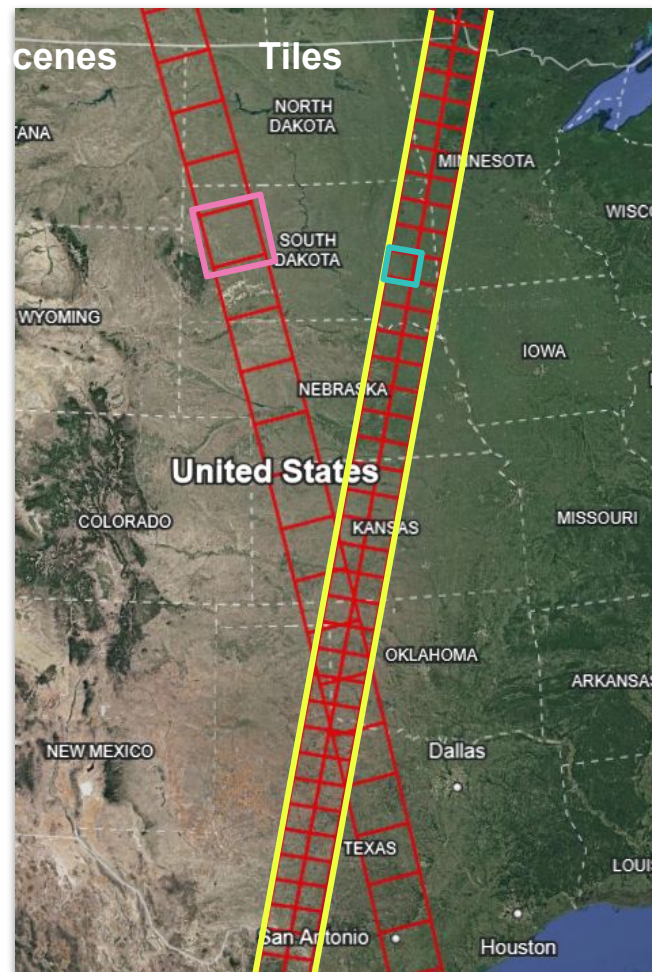 cenes
Tiles
NORTH
DAKOTA
TANA
MINNESOTA
WISCO
SOUTH
DAKOTA
WYOMING
IOWA
NEBRASKA
United States
COLORADO
KANSAS
MISSOURI
OKLAHOMA
ARKANSAS
NEW MEXICO
Dallas
TEXAS
LOUIS
San Antonio
Houston